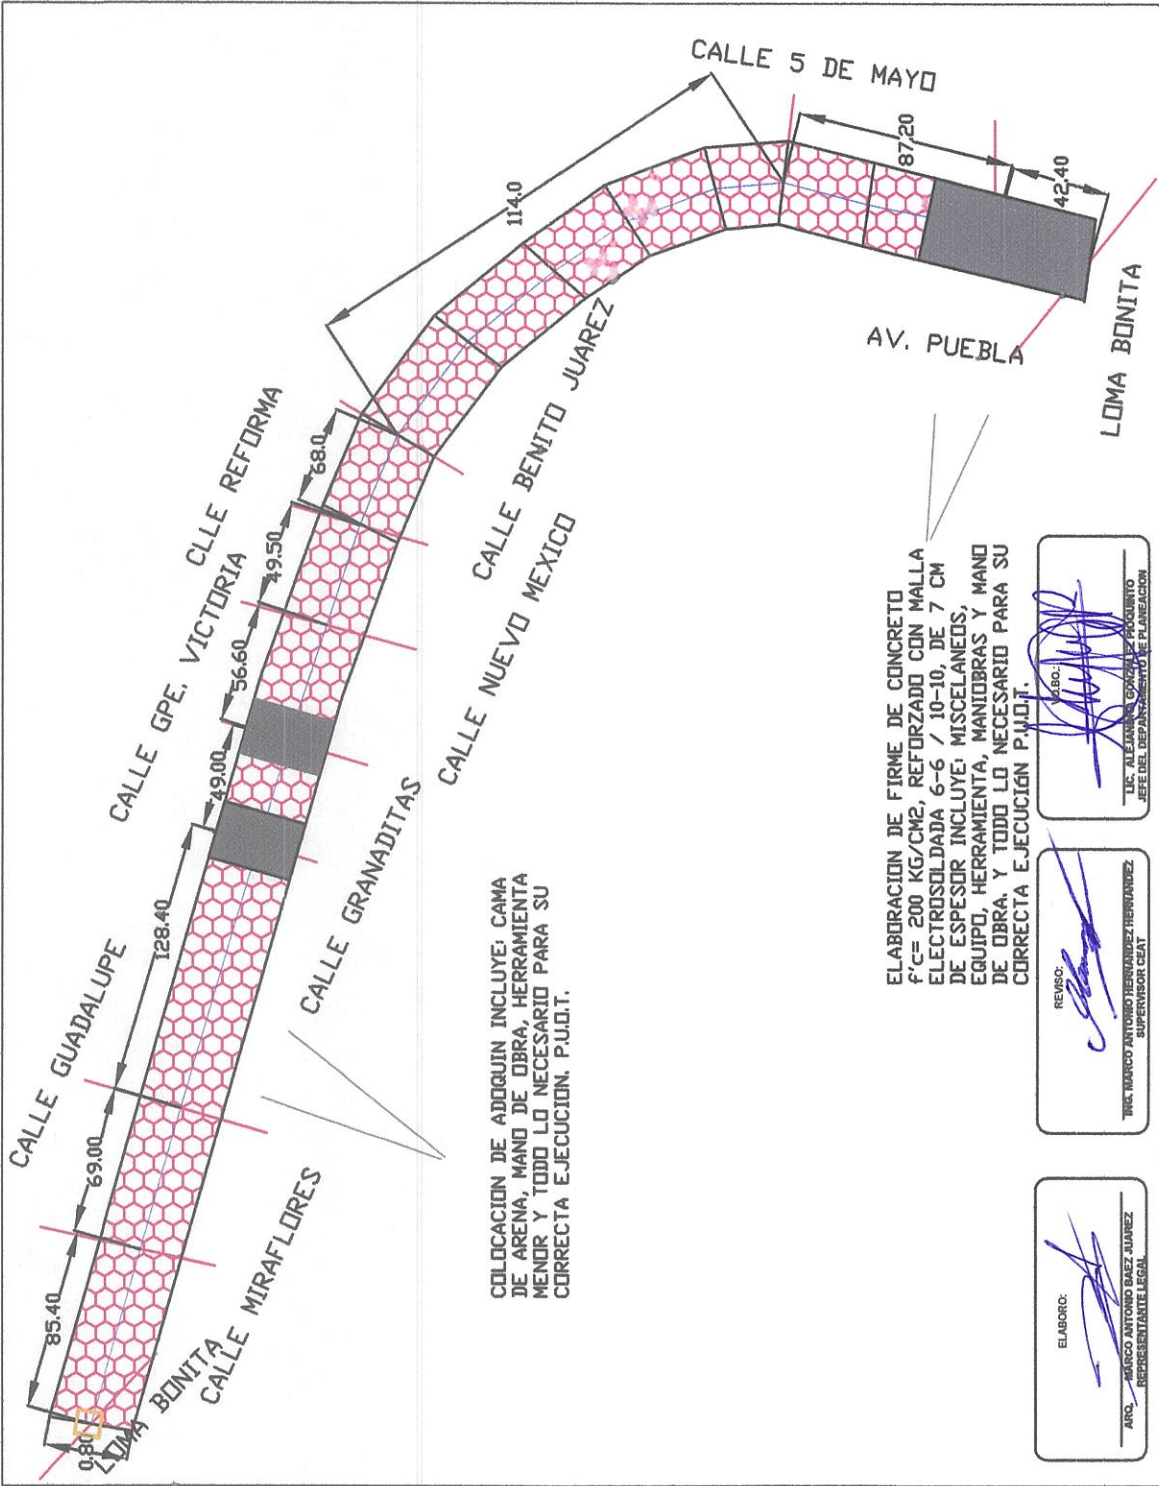 CALLE 5 DE MAYO
87.20
42.40
114.0
AV. PUEBLA
LOMA BONITA
CLLE REFORMA
68.0
CALLE BENITO JUAREZ
CALLE GPE. VICTORIA
49.50
56.60
CALLE NUEVO MEXICO
49.00
CALLE GRANADITAS
128.40
CALLE GUADALUPE
69.00
85.40
CALLE MIRAFLORES
LOMA BONITA
0.80
COLOCACION DE ADOQUIN INCLUYE: CAMA
DE ARENA, MANO DE OBRA, HERRAMIENTA
MENOR Y TODO LO NECESARIO PARA SU
CORRECTA EJECUCION. P.U.O.T.
ELABORACION DE FIRME DE CONCRETO
f'c= 200 KG/CM2, REFORZADO CON MALLA
ELECTROSOLDADA 6-6 / 10-10, DE 7 CM
DE ESPESOR INCLUYE: MISCELANEOS,
EQUIPO, HERRAMIENTA, MANIOBRAS Y MANO
DE OBRA. Y TODO LO NECESARIO PARA SU
CORRECTA EJECUCIÓN P.U.O.T.
ELABORO:
ARQ. MARCO ANTONIO BAEZ JUAREZ
REPRESENTANTE LEGAL
REVISO:
ING. MARCO ANTONIO HERNANDEZ HERNANDEZ
SUPERVISOR CEAT
VO.BO.:
LIC. ALEJANDRO GONZALEZ PIOQUINTO
JEFE DEL DEPARTAMENTO DE PLANEACION